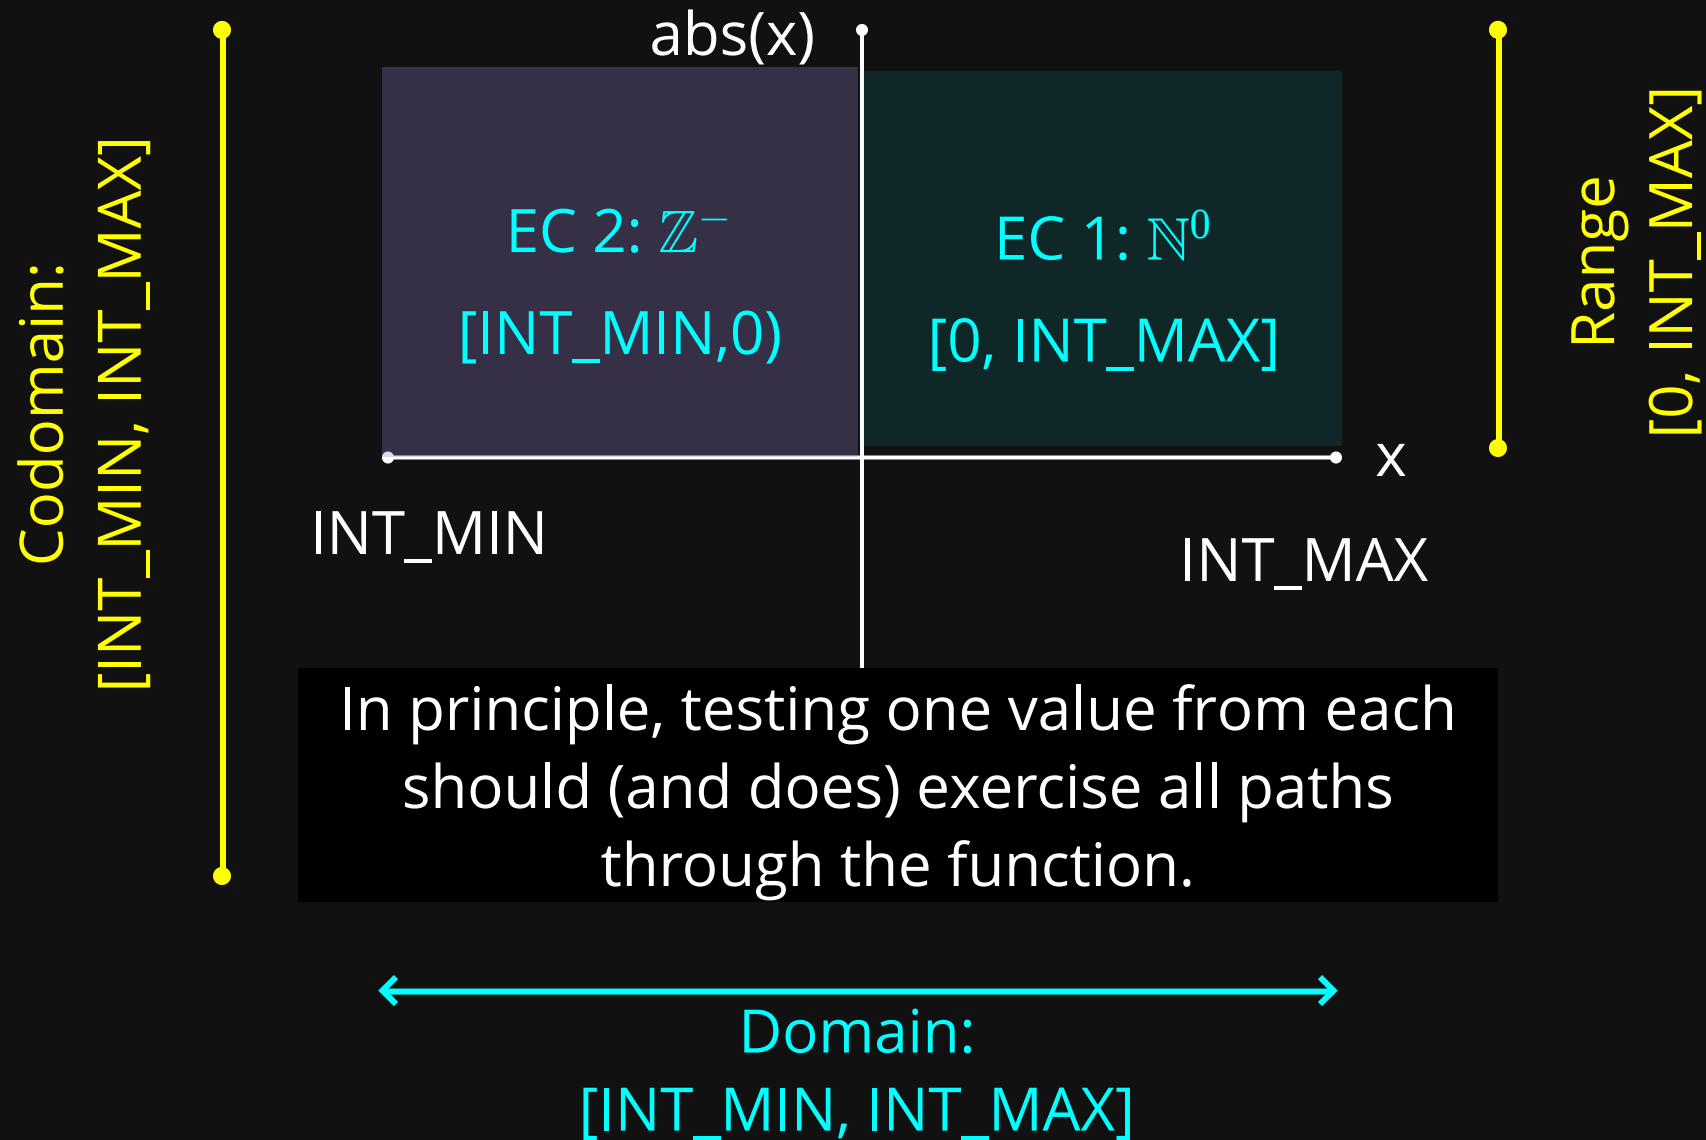 abs(x)
EC 2: ℤ⁻
[INT_MIN,0)
EC 1: ℕ⁰
[0, INT_MAX]
x
INT_MIN
INT_MAX
Codomain:
[INT_MIN, INT_MAX]
Range
[0, INT_MAX]
In principle, testing one value from each
should (and does) exercise all paths
through the function.
Domain:
[INT_MIN, INT_MAX]